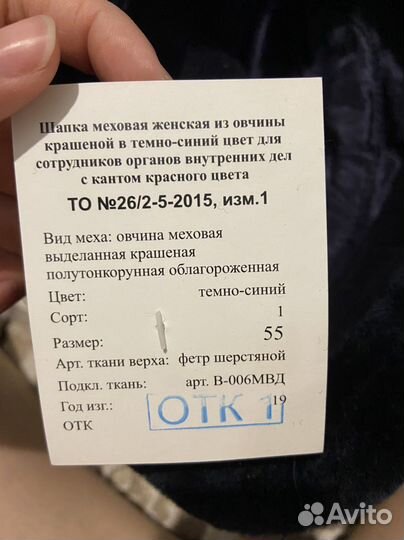 Шапка меховая женская из овчины
крашеной в темно-синий цвет для
сотрудников органов внутренних дел
с кантом красного цвета
ТО №26/2-5-2015, изм.1
Вид меха: овчина меховая
выделанная крашеная
полутонкорунная облагороженная
Цвет: темно-синий
Сорт: 1
Размер: 55
Арт. ткани верха: фетр шерстяной
Подкл. ткань: арт. В-006МВД
Год изг.: 19
ОТК ОТК 1
Avito